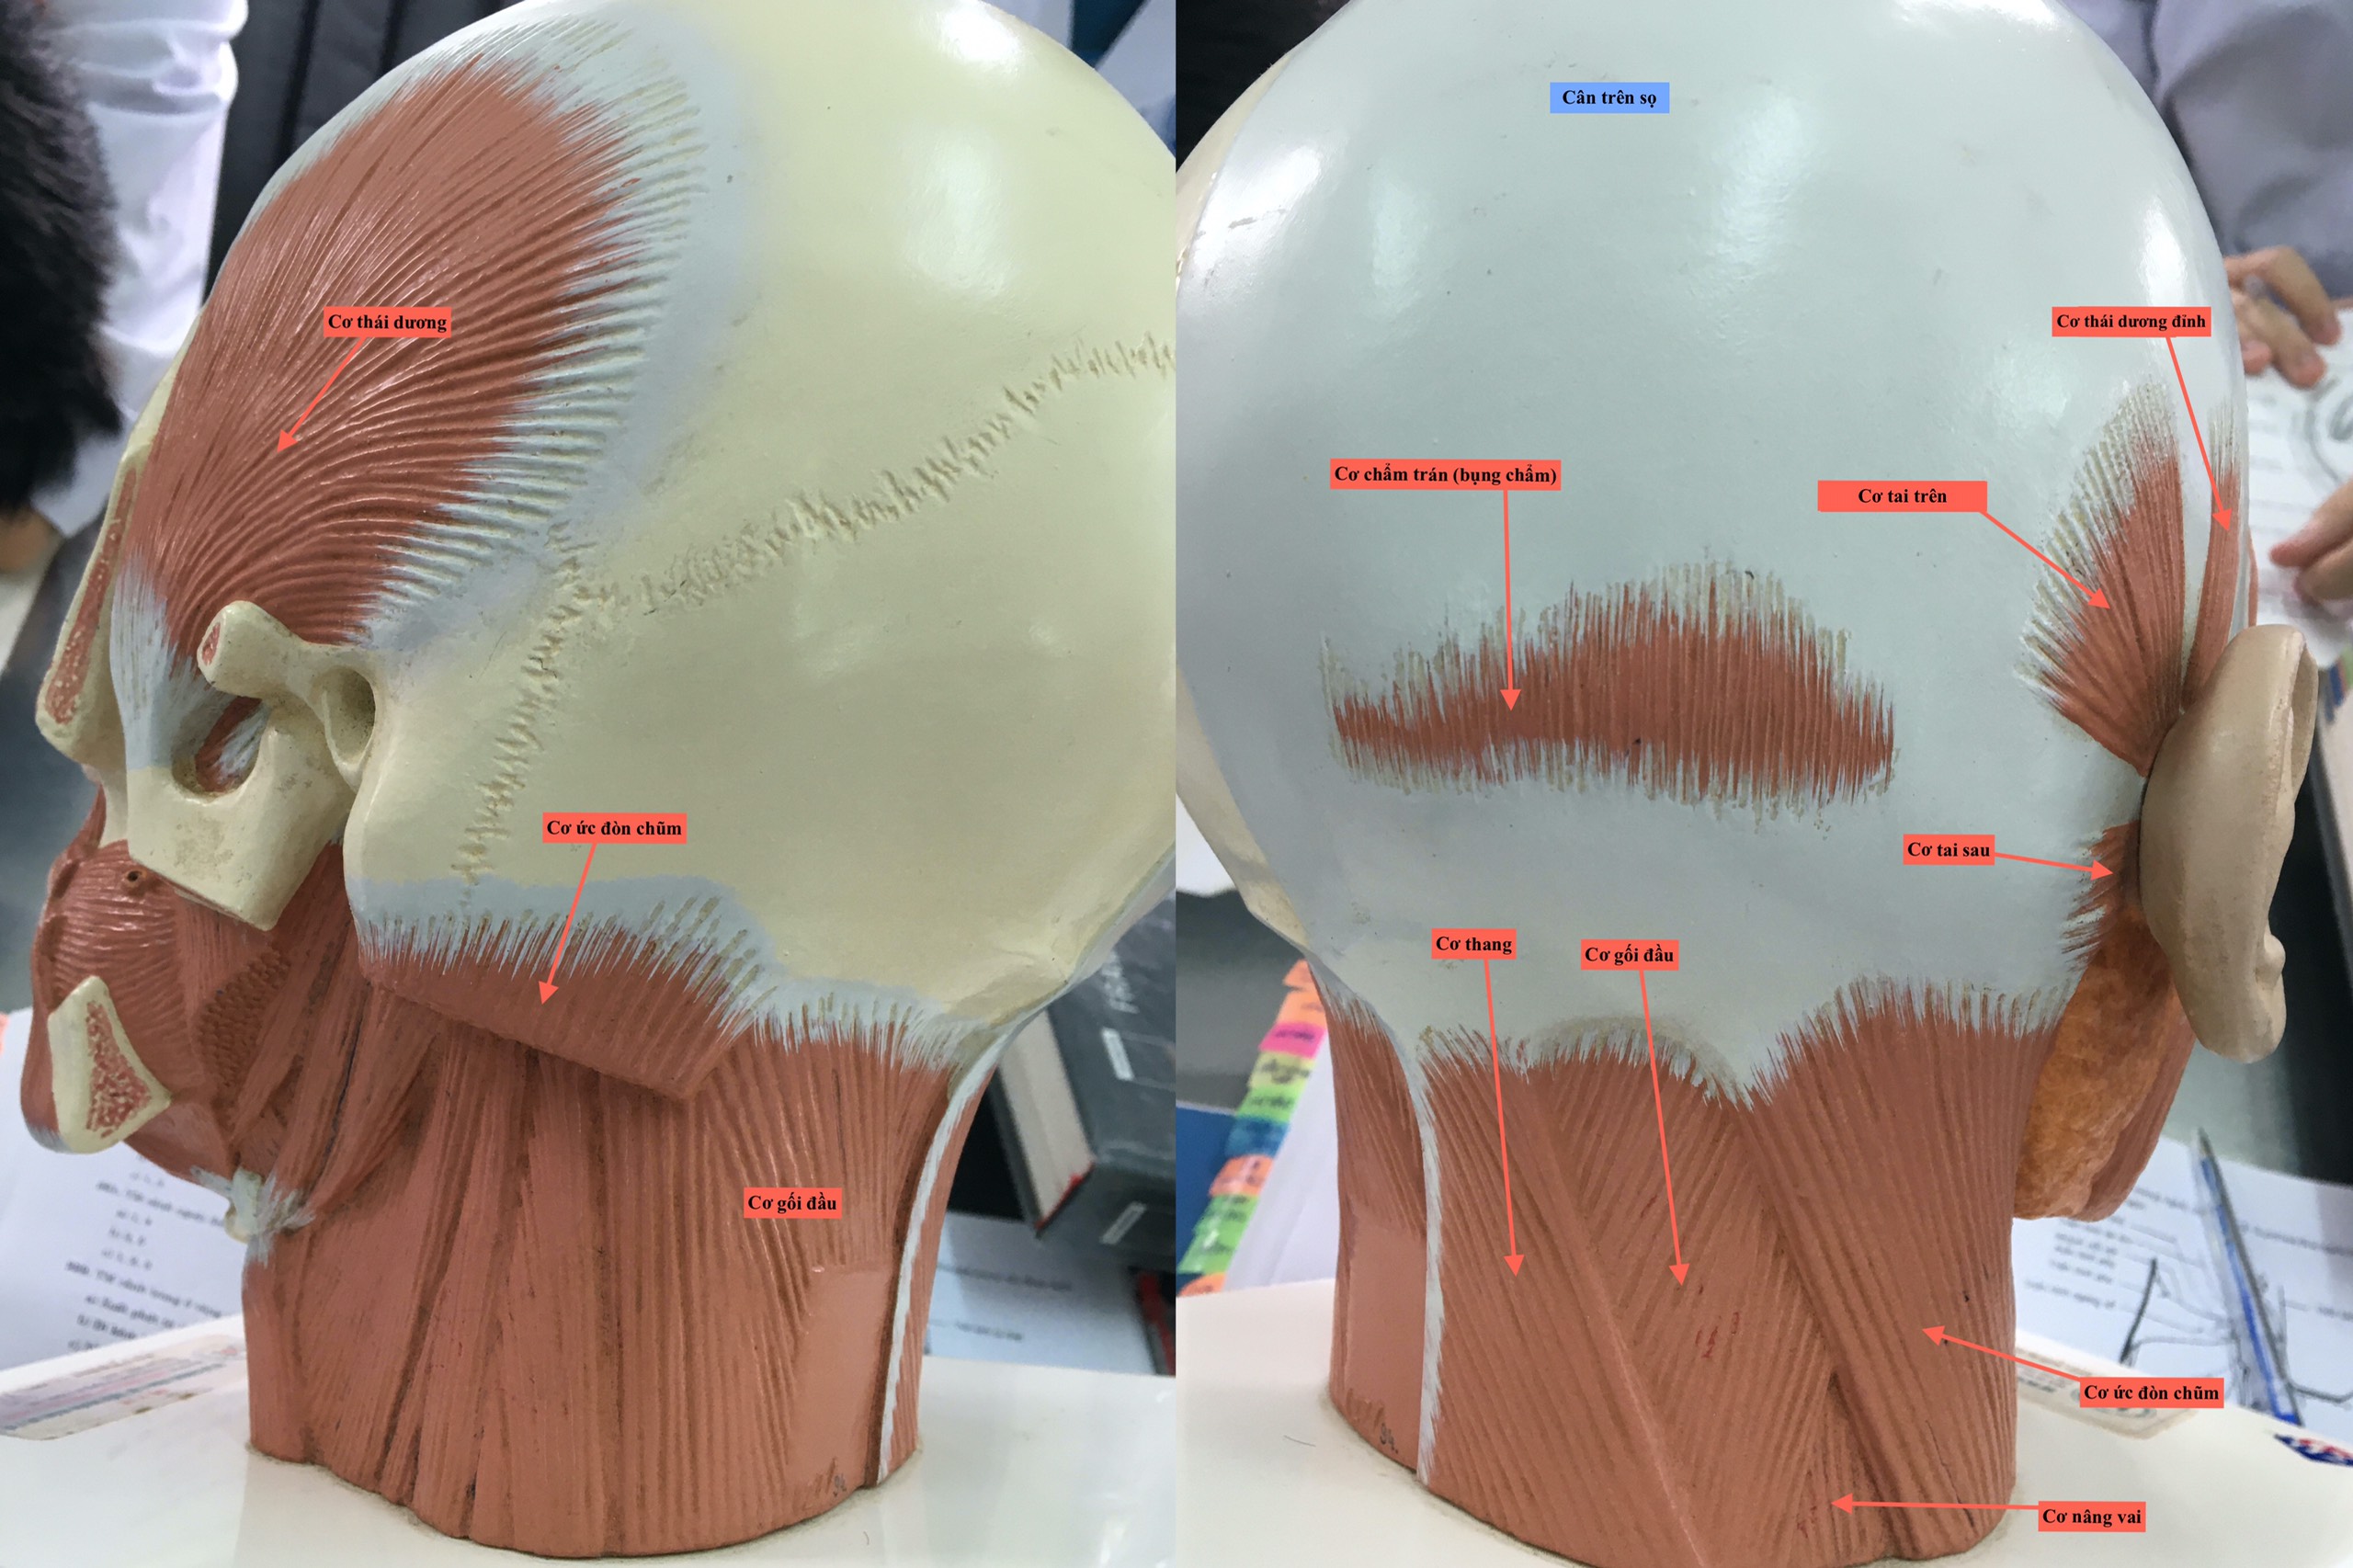 Cơ thái dương
Cơ ức đòn chũm
Cơ gối đầu
Cân trên sọ
Cơ thái dương đỉnh
Cơ chẩm trán (bụng chẩm)
Cơ tai trên
Cơ tai sau
Cơ thang
Cơ gối đầu
Cơ ức đòn chũm
Cơ nâng vai